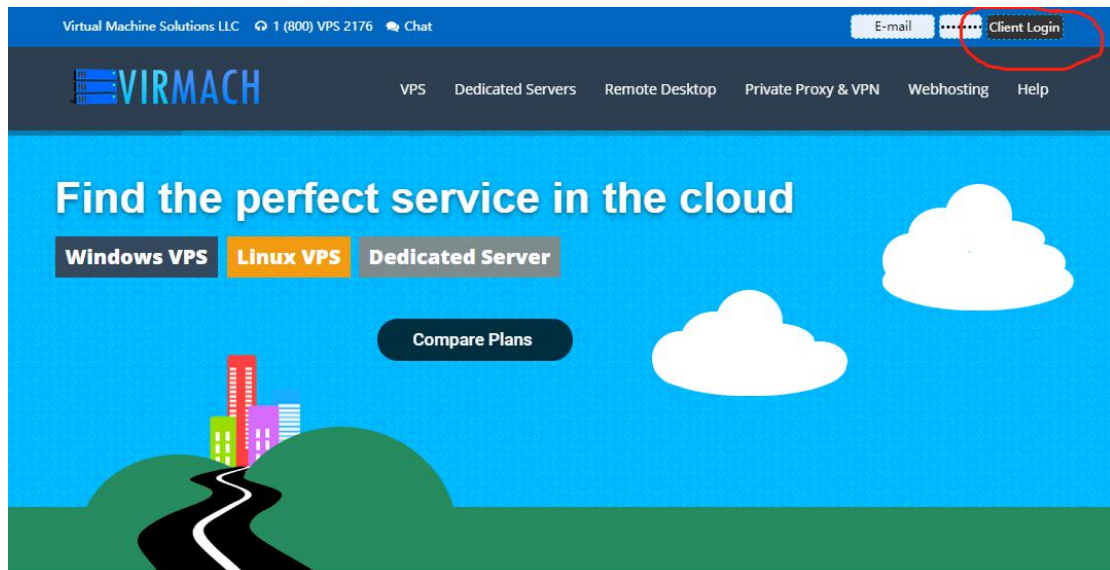 Virtual Machine Solutions LLC 1 (800) VPS 2176 Chat E-mail •••••••• Client Login
VIRMACH VPS Dedicated Servers Remote Desktop Private Proxy & VPN Webhosting Help
Find the perfect service in the cloud
Windows VPS Linux VPS Dedicated Server
Compare Plans